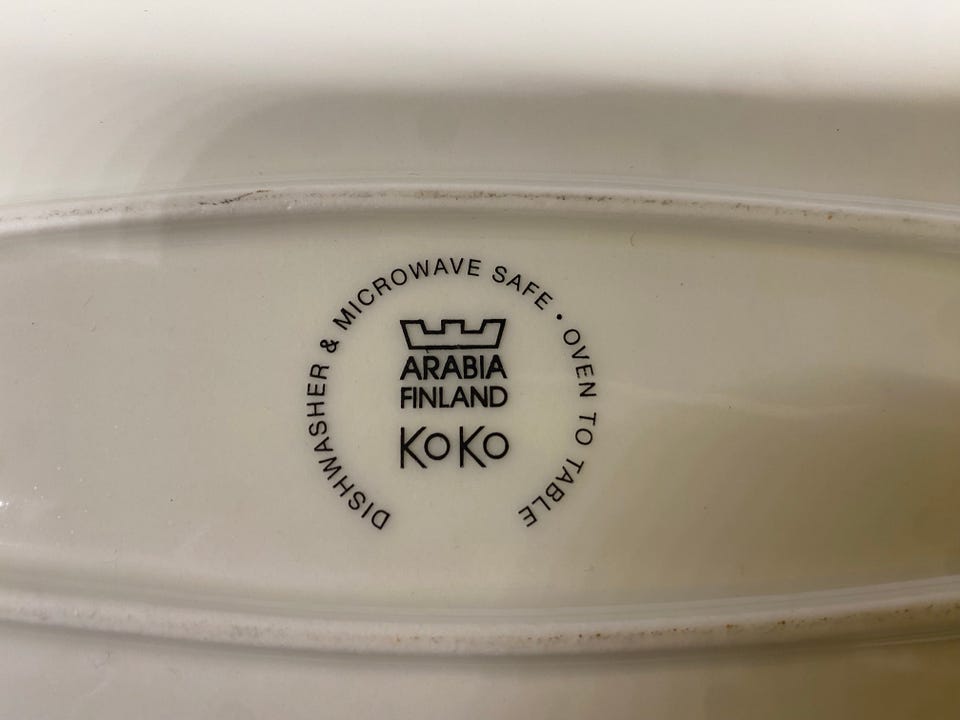 DISHWASHER & MICROWAVE SAFE • OVEN TO TABLE
ARABIA
FINLAND
KoKo